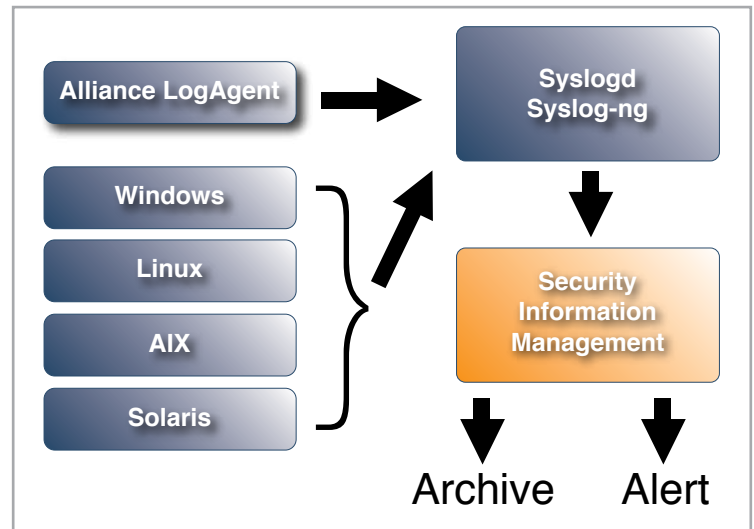 Alliance LogAgent
Syslogd
Syslog-ng
Windows
Linux
AIX
Solaris
Security
Information
Management
Archive
Alert